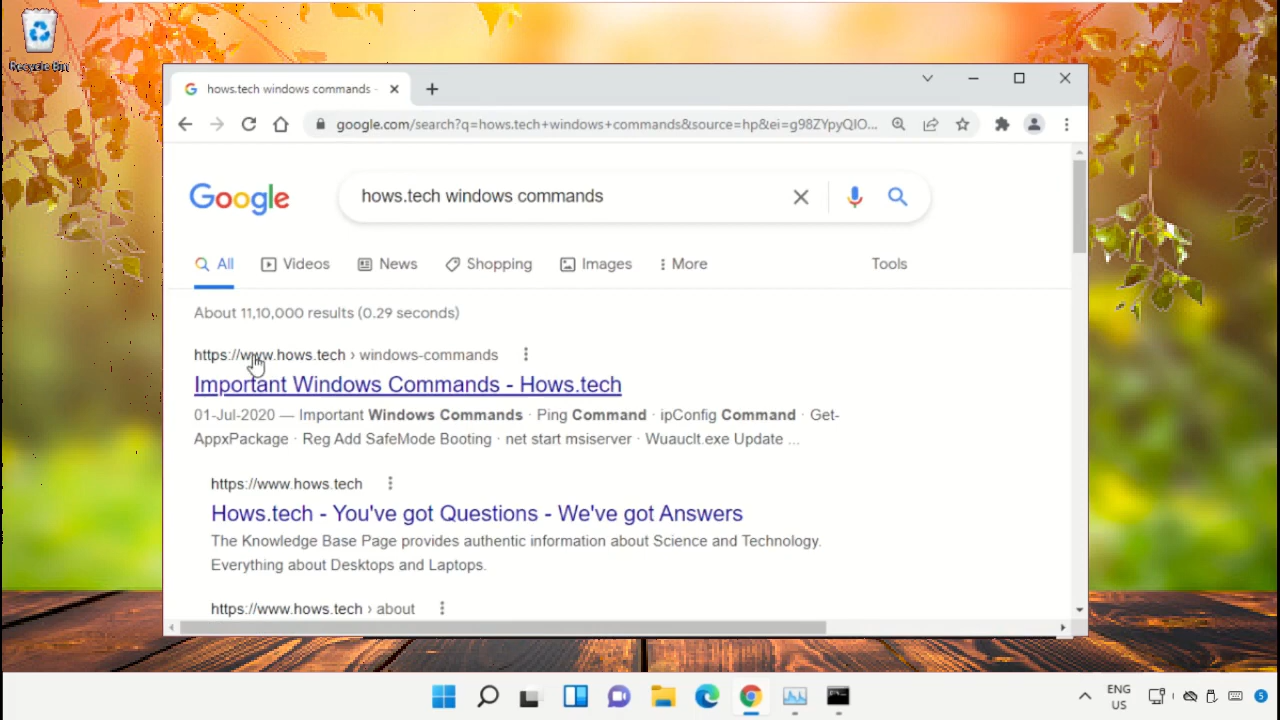 Recycle Bin
hows.tech windows commands -
google.com/search?q=hows.tech+windows+commands&source=hp&ei=g98ZYpyQIO...
Google
hows.tech windows commands
All Videos News Shopping Images More Tools
About 11,10,000 results (0.29 seconds)
https://www.hows.tech › windows-commands
Important Windows Commands - Hows.tech
01-Jul-2020 — Important Windows Commands · Ping Command · ipConfig Command · Get-
AppxPackage · Reg Add SafeMode Booting · net start msiserver · Wuauclt.exe Update ...
https://www.hows.tech
Hows.tech - You've got Questions - We've got Answers
The Knowledge Base Page provides authentic information about Science and Technology.
Everything about Desktops and Laptops.
https://www.hows.tech › about
ENG
US
5